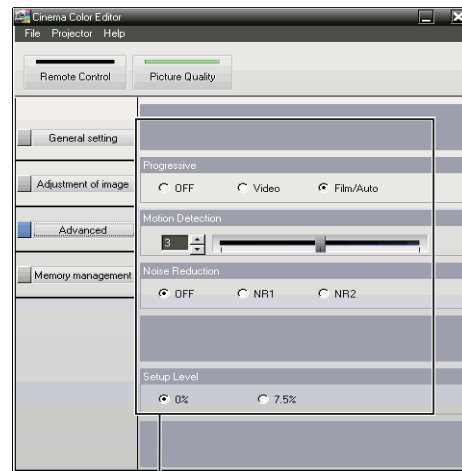 Cinema Color Editor
File Projector Help
Remote Control Picture Quality
General setting
Adjustment of image
Advanced
Memory management
Progressive
OFF Video Film/Auto
Motion Detection
3
Noise Reduction
OFF NR1 NR2
Setup Level
0% 7.5%